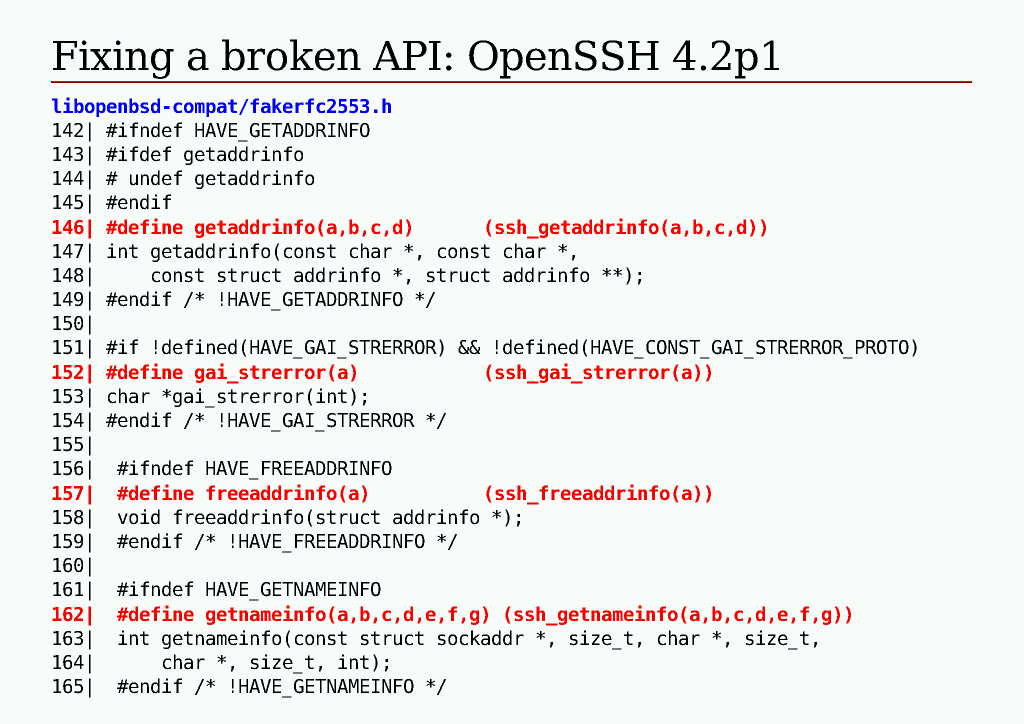 Fixing a broken API: OpenSSH 4.2p1
libopenbsd-compat/fakerfc2553.h
142| #ifndef HAVE_GETADDRINFO
143| #ifdef getaddrinfo
144| # undef getaddrinfo
145| #endif
146| #define getaddrinfo(a,b,c,d) (ssh_getaddrinfo(a,b,c,d))
147| int getaddrinfo(const char *, const char *,
148| const struct addrinfo *, struct addrinfo **);
149| #endif /* !HAVE_GETADDRINFO */
150|
151| #if !defined(HAVE_GAI_STRERROR) && !defined(HAVE_CONST_GAI_STRERROR_PROTO)
152| #define gai_strerror(a) (ssh_gai_strerror(a))
153| char *gai_strerror(int);
154| #endif /* !HAVE_GAI_STRERROR */
155|
156| #ifndef HAVE_FREEADDRINFO
157| #define freeaddrinfo(a) (ssh_freeaddrinfo(a))
158| void freeaddrinfo(struct addrinfo *);
159| #endif /* !HAVE_FREEADDRINFO */
160|
161| #ifndef HAVE_GETNAMEINFO
162| #define getnameinfo(a,b,c,d,e,f,g) (ssh_getnameinfo(a,b,c,d,e,f,g))
163| int getnameinfo(const struct sockaddr *, size_t, char *, size_t,
164| char *, size_t, int);
165| #endif /* !HAVE_GETNAMEINFO */